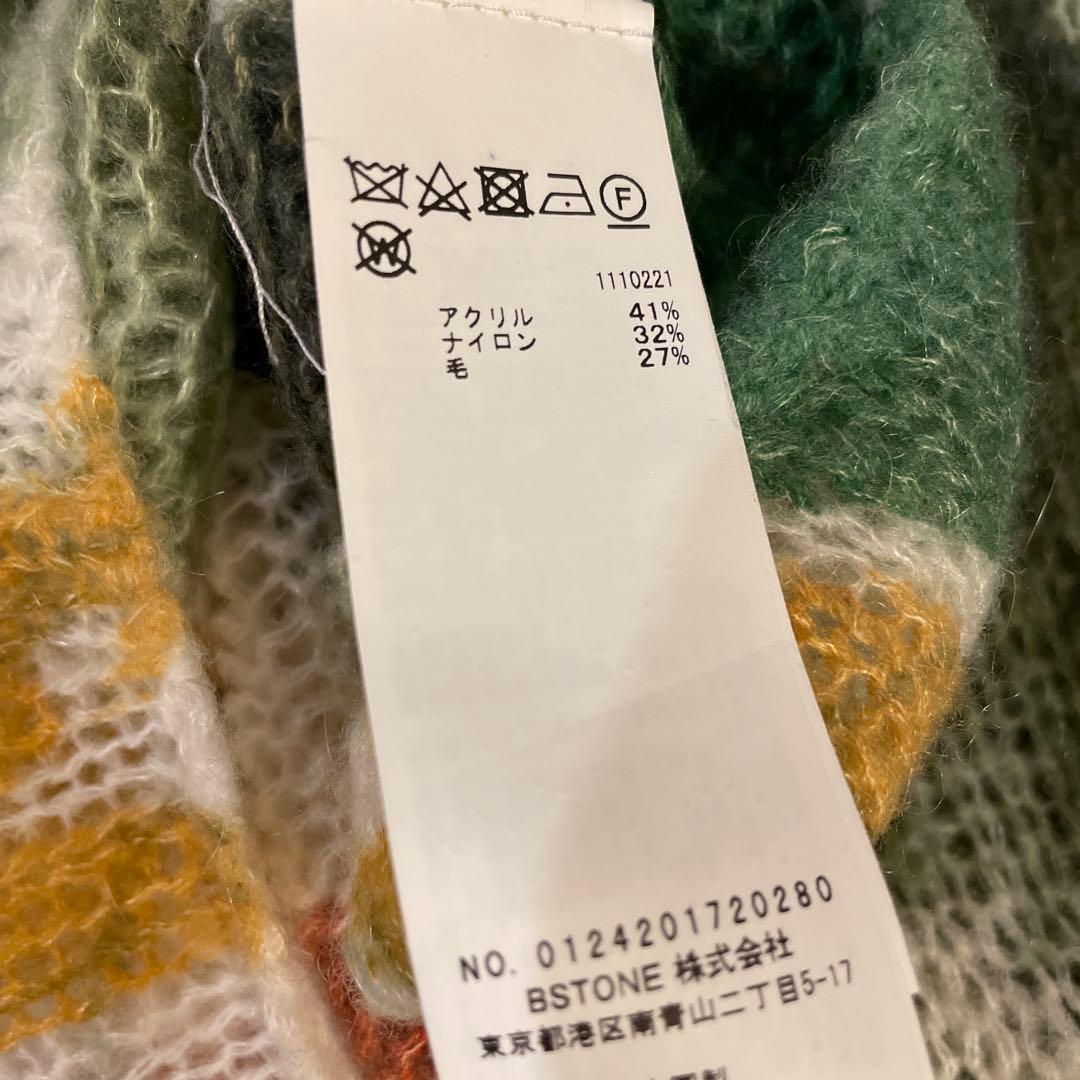 F
W
1110221
アクリル 41%
ナイロン 32%
毛 27%
NO. 0124201720280
BSTONE 株式会社
東京都港区南青山二丁目5-17